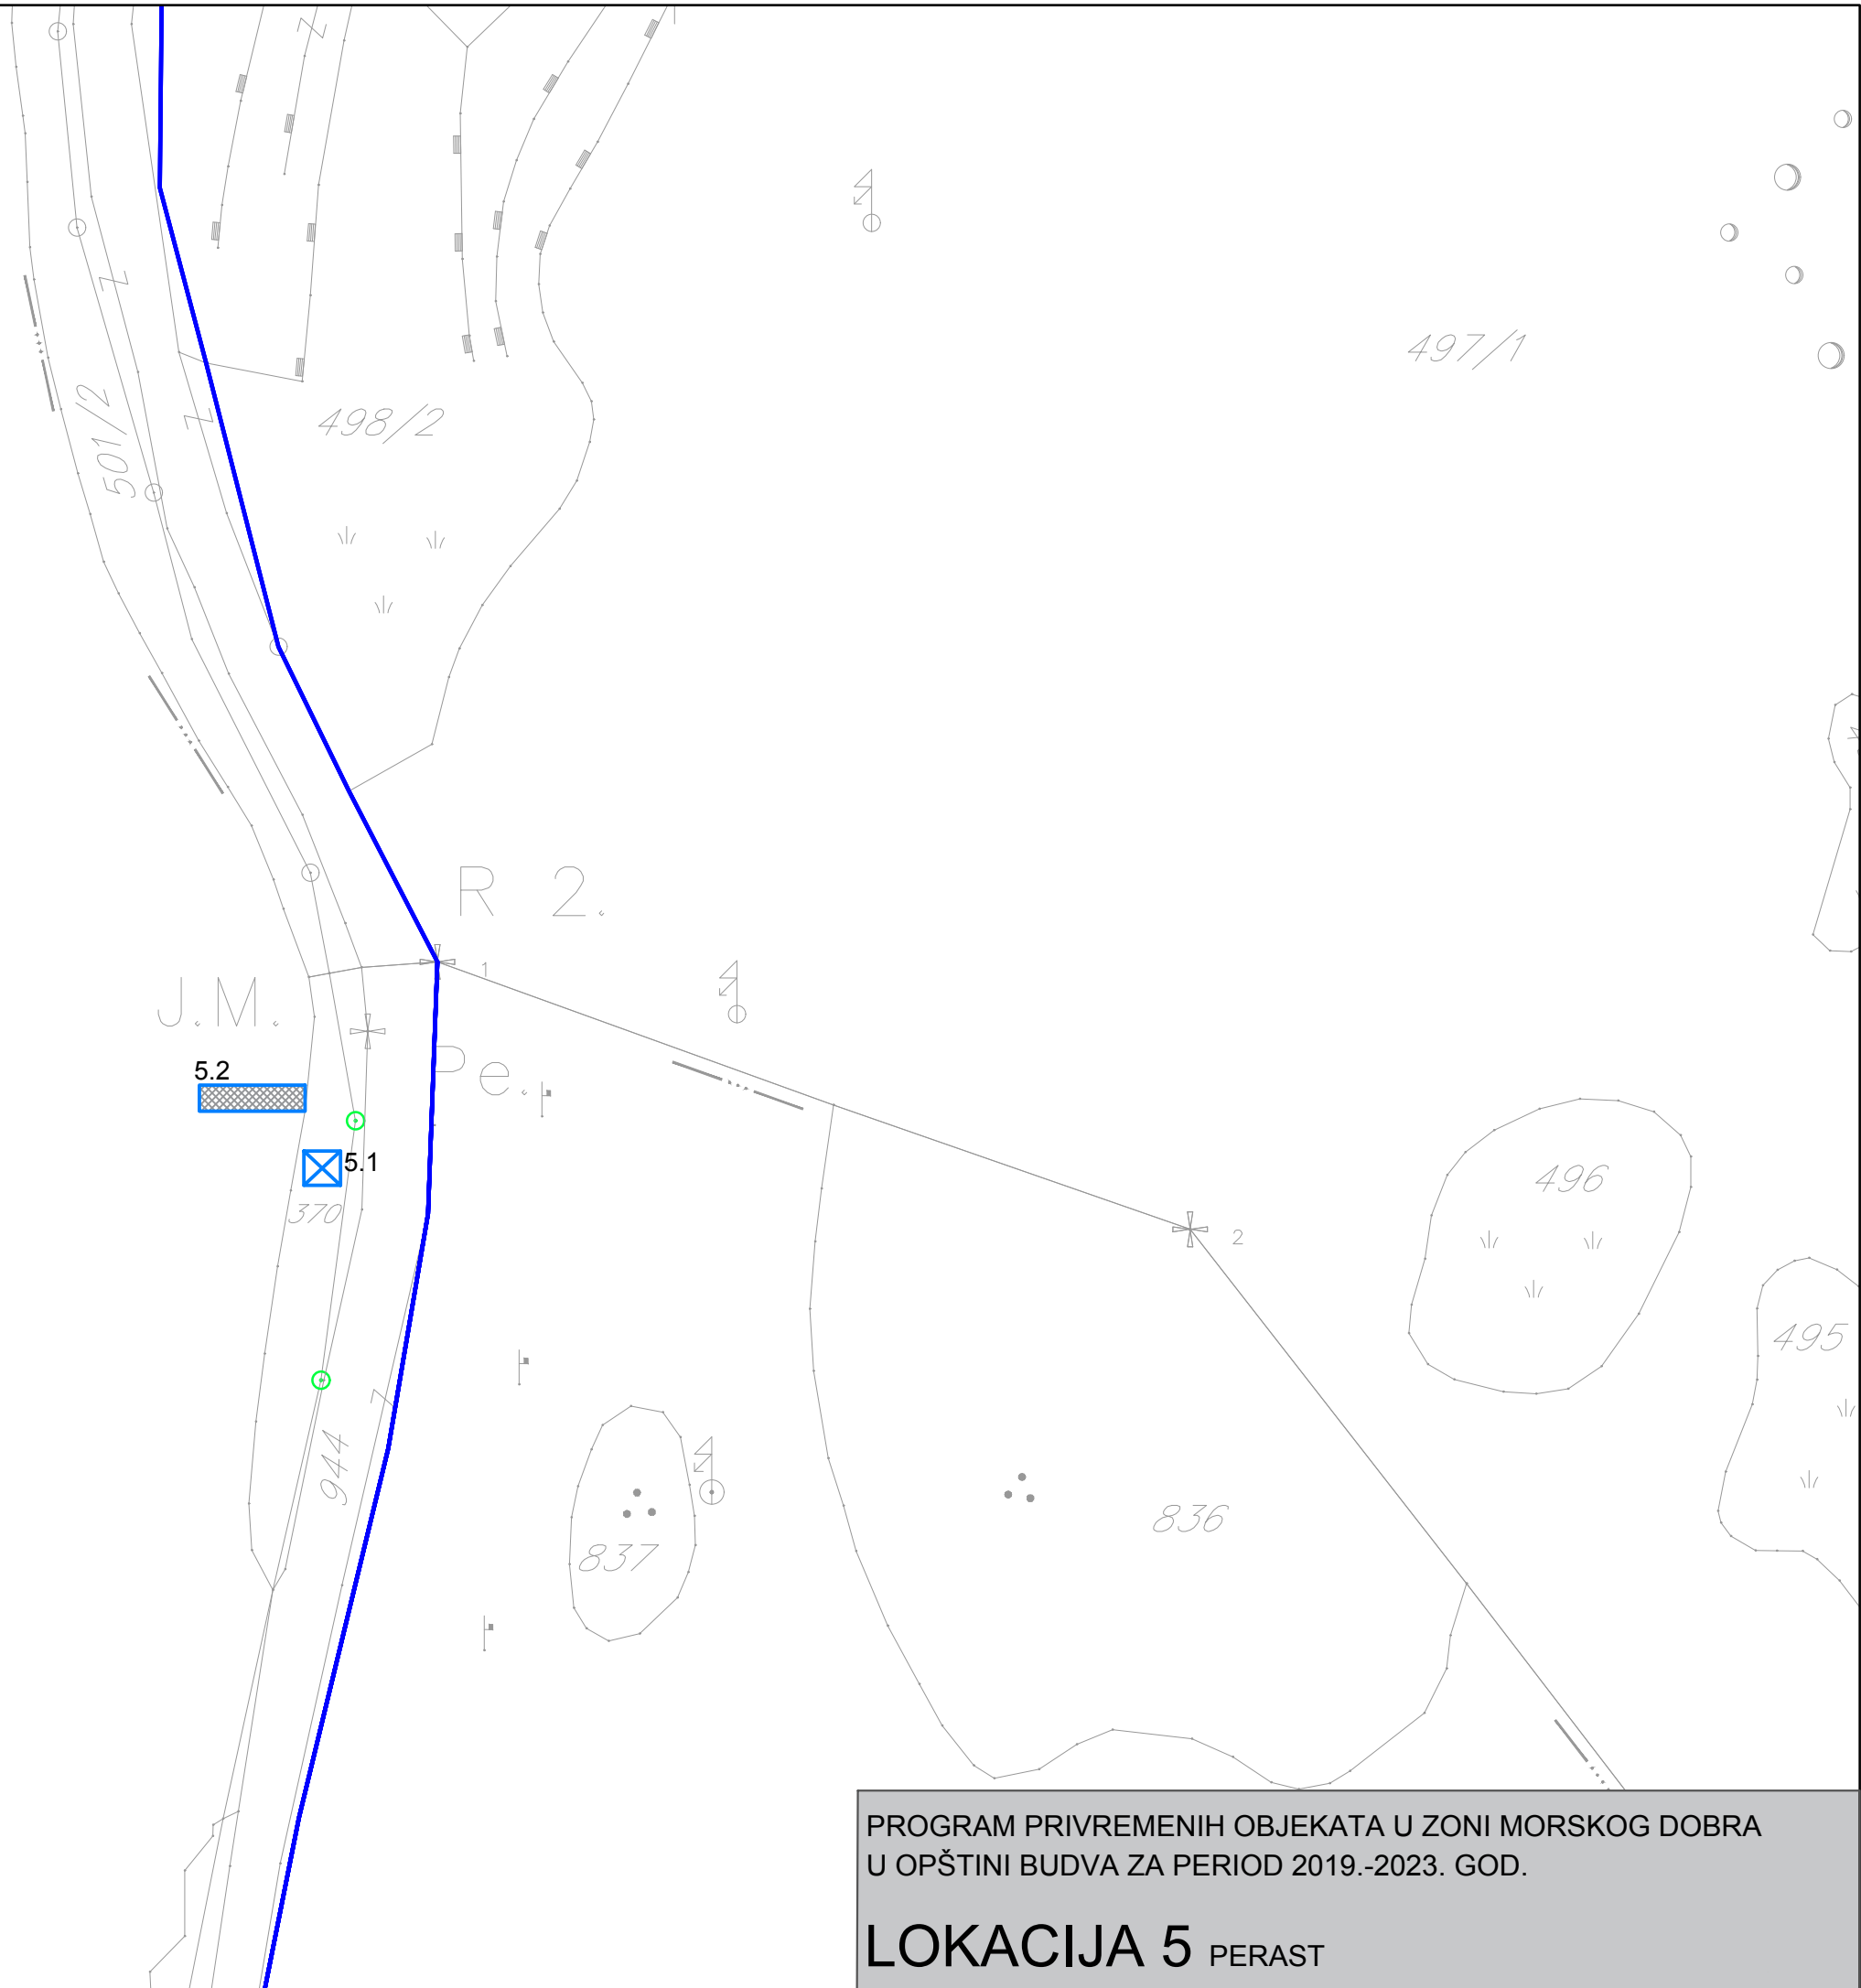 497/1
498/2
501/2
R 2.
1
J.M.
Pe.
5.2
5.1
370
2
496
495
944
836
837
PROGRAM PRIVREMENIH OBJEKATA U ZONI MORSKOG DOBRA
U OPŠTINI BUDVA ZA PERIOD 2019.-2023. GOD.
LOKACIJA 5 PERAST